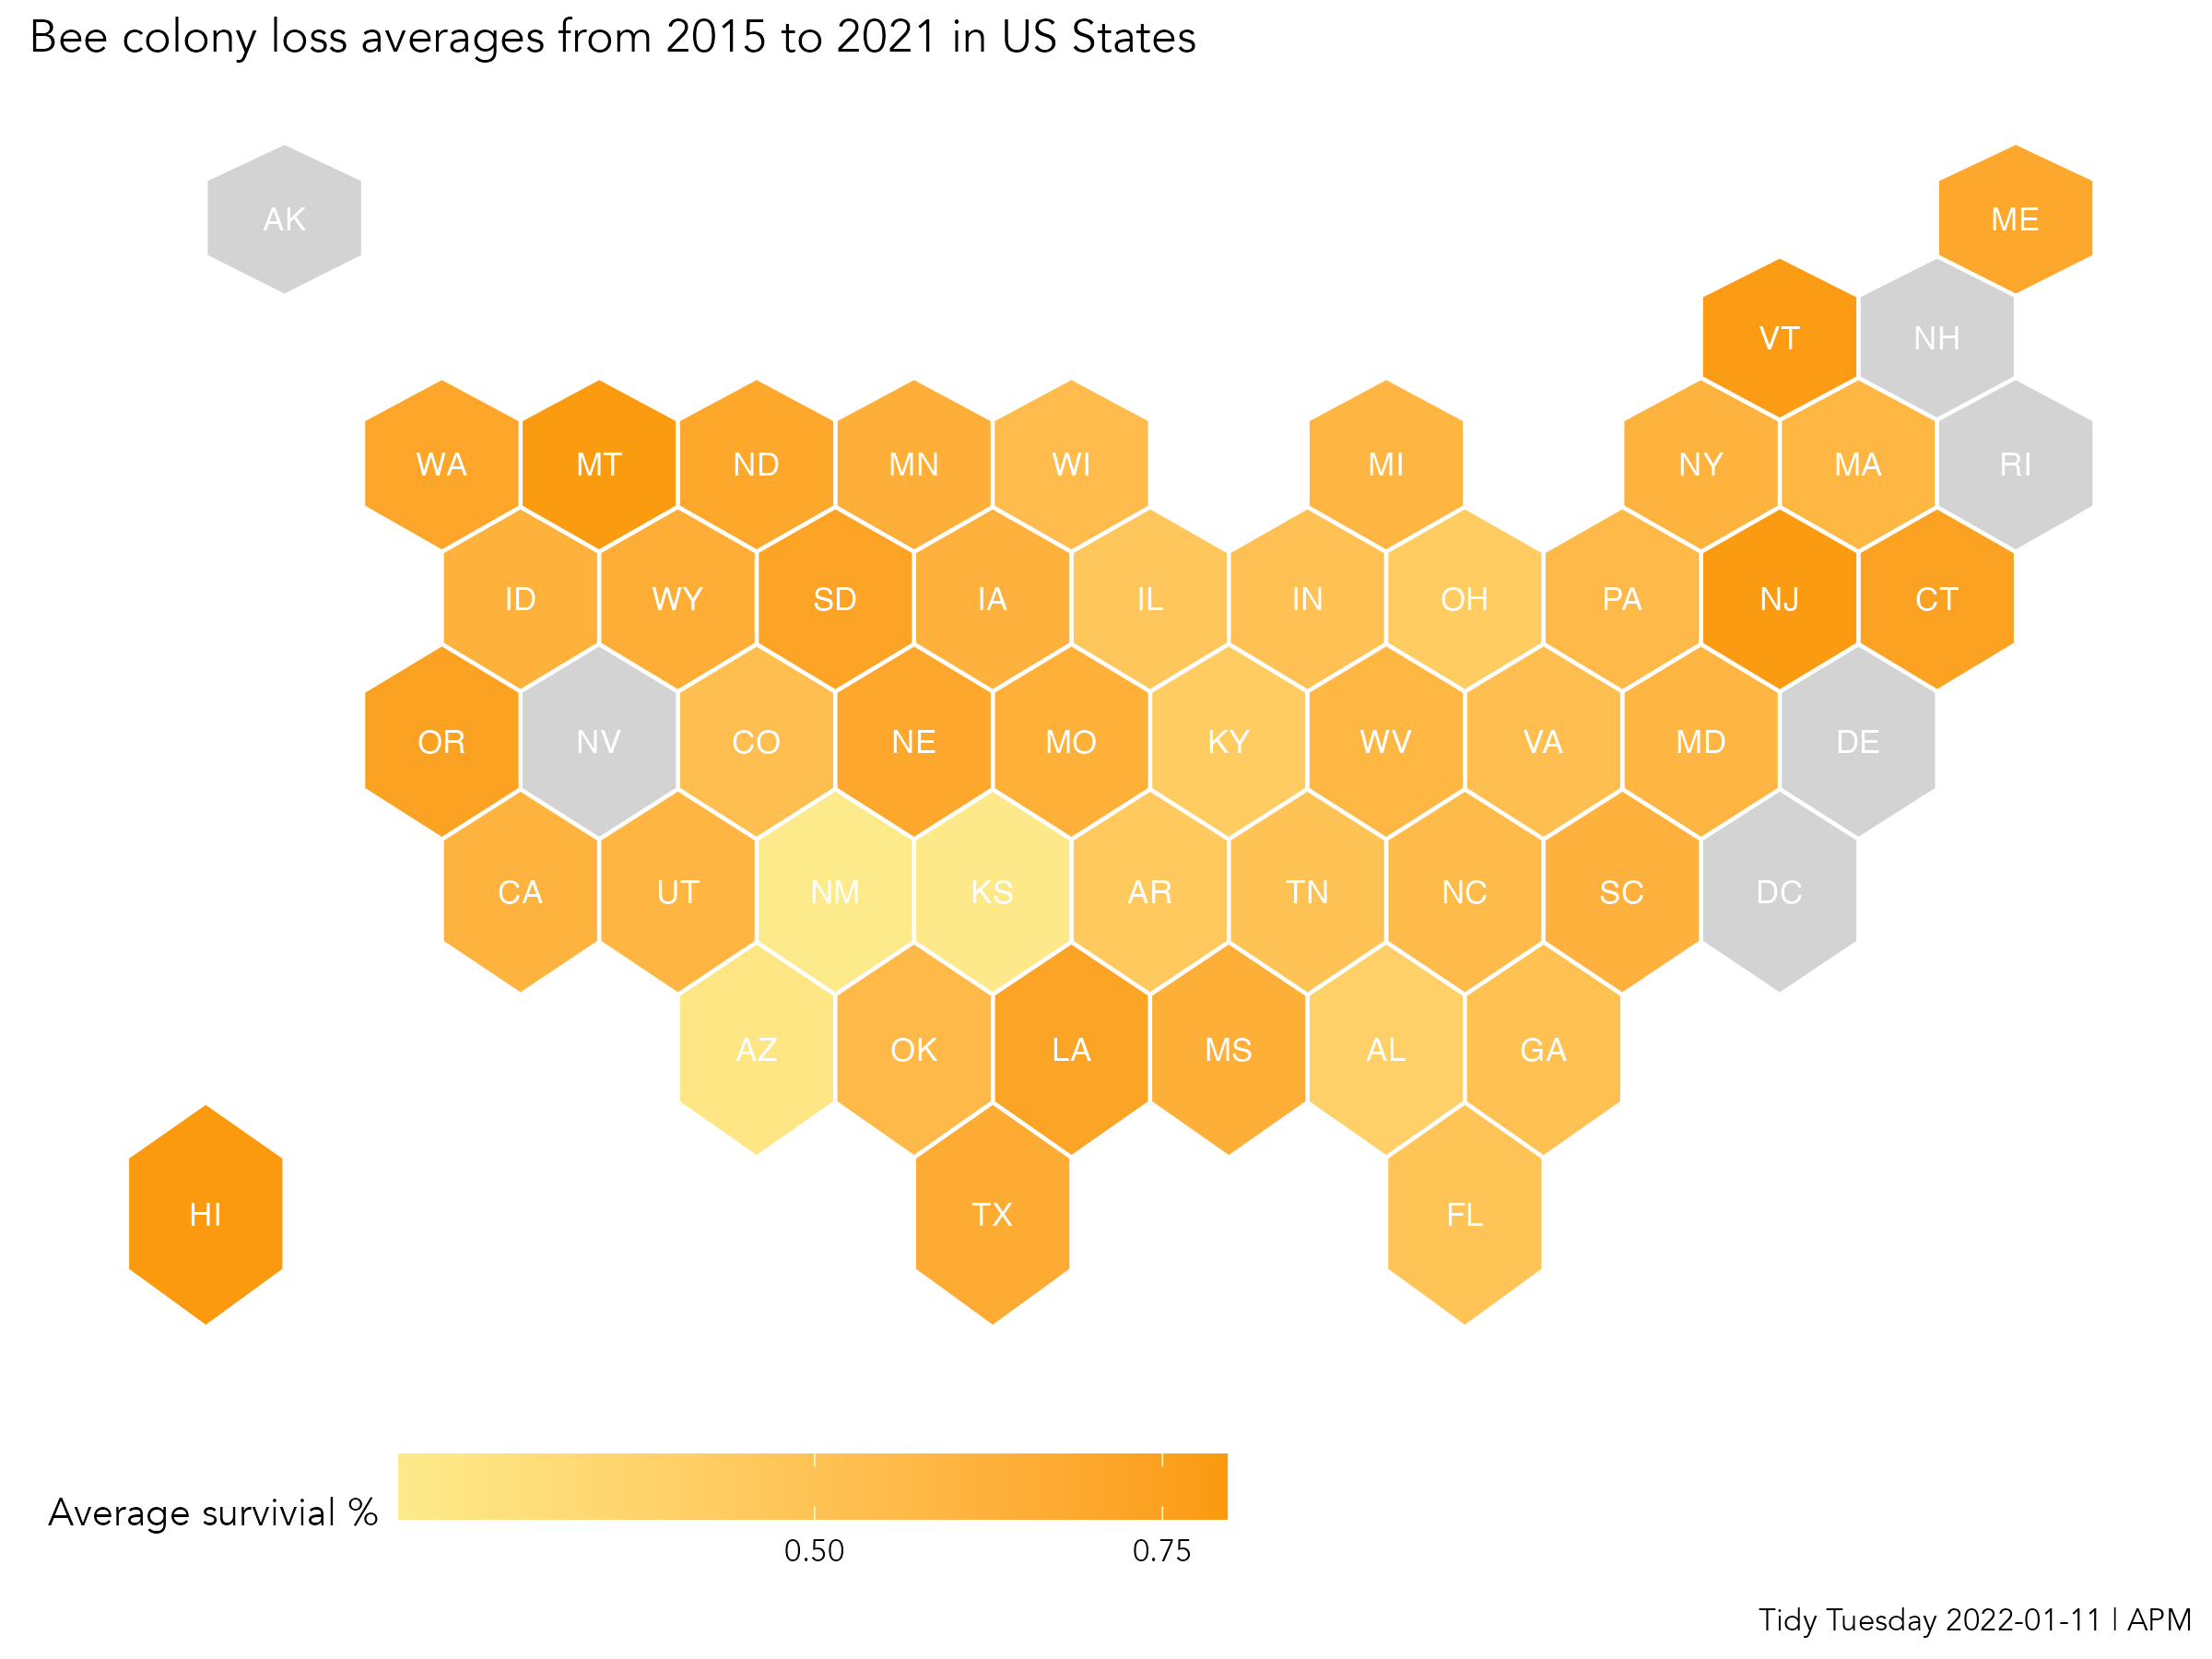 Bee colony loss averages from 2015 to 2021 in US States
AK
ME
VT
NH
WA
MT
ND
MN
WI
MI
NY
MA
RI
ID
WY
SD
IA
IL
IN
OH
PA
NJ
CT
OR
NV
CO
NE
MO
KY
WV
VA
MD
DE
CA
UT
NM
KS
AR
TN
NC
SC
DC
AZ
OK
LA
MS
AL
GA
HI
TX
FL
Average survivial %
0.50
0.75
Tidy Tuesday 2022-01-11 | APM